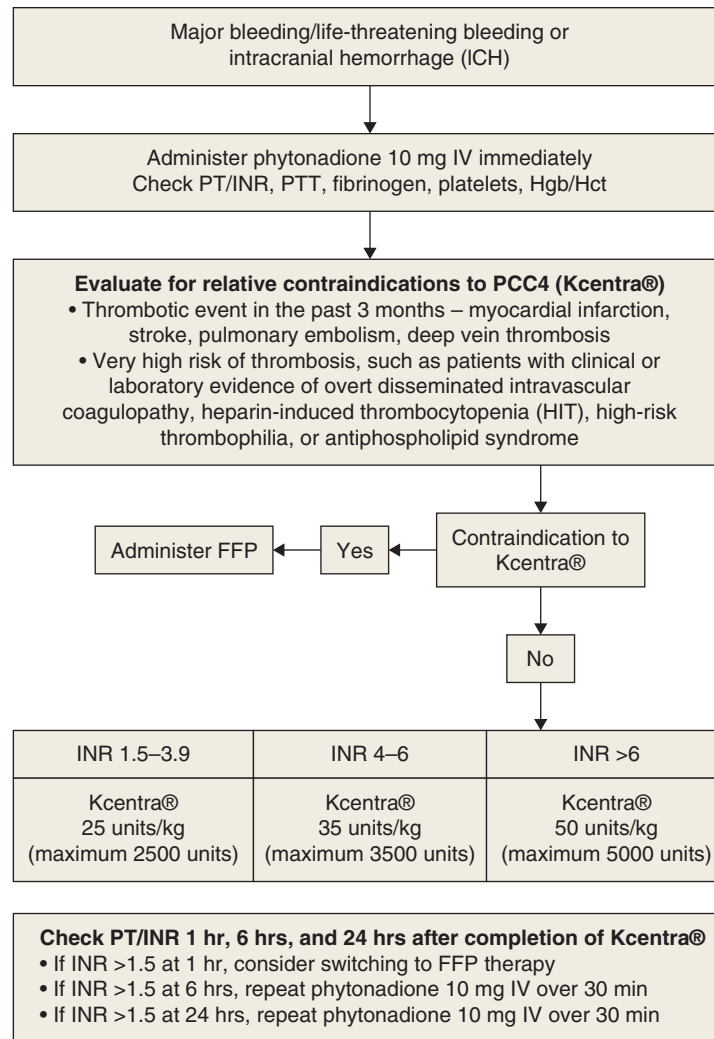 Major bleeding/life-threatening bleeding or
intracranial hemorrhage (ICH)
Administer phytonadione 10 mg IV immediately
Check PT/INR, PTT, fibrinogen, platelets, Hgb/Hct
Evaluate for relative contraindications to PCC4 (Kcentra®)
• Thrombotic event in the past 3 months – myocardial infarction,
stroke, pulmonary embolism, deep vein thrombosis
• Very high risk of thrombosis, such as patients with clinical or
laboratory evidence of overt disseminated intravascular
coagulopathy, heparin-induced thrombocytopenia (HIT), high-risk
thrombophilia, or antiphospholipid syndrome
Contraindication to
Kcentra®
Yes
Administer FFP
No
INR 1.5–3.9
INR 4–6
INR >6
Kcentra®
25 units/kg
(maximum 2500 units)
Kcentra®
35 units/kg
(maximum 3500 units)
Kcentra®
50 units/kg
(maximum 5000 units)
Check PT/INR 1 hr, 6 hrs, and 24 hrs after completion of Kcentra®
• If INR >1.5 at 1 hr, consider switching to FFP therapy
• If INR >1.5 at 6 hrs, repeat phytonadione 10 mg IV over 30 min
• If INR >1.5 at 24 hrs, repeat phytonadione 10 mg IV over 30 min